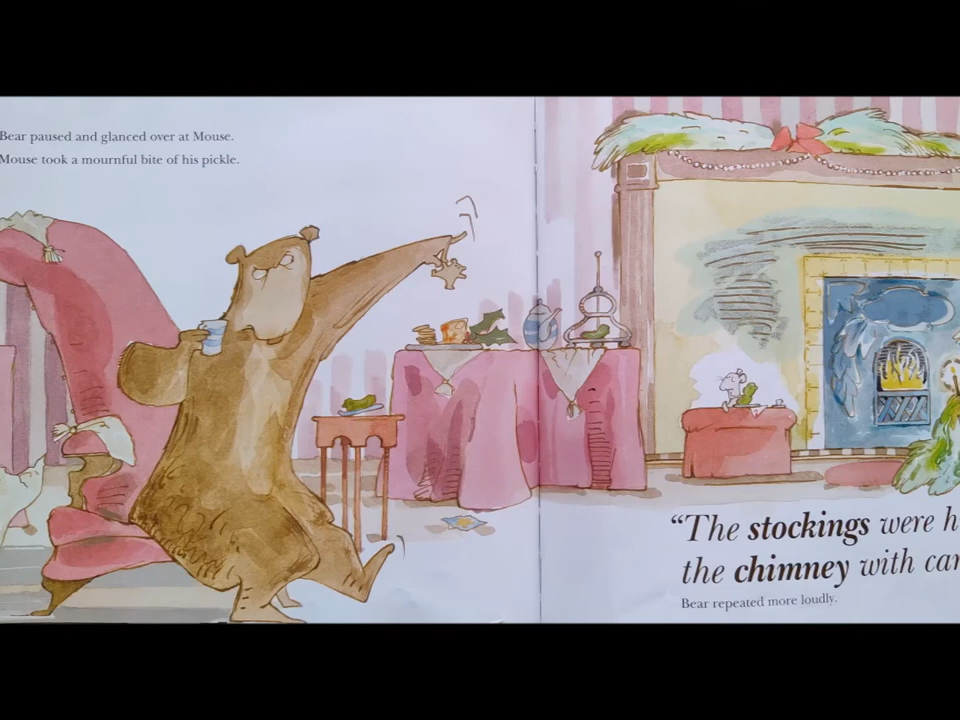 Bear paused and glanced over at Mouse.
Mouse took a mournful bite of his pickle.
“The stockings were h
the chimney with car
Bear repeated more loudly.